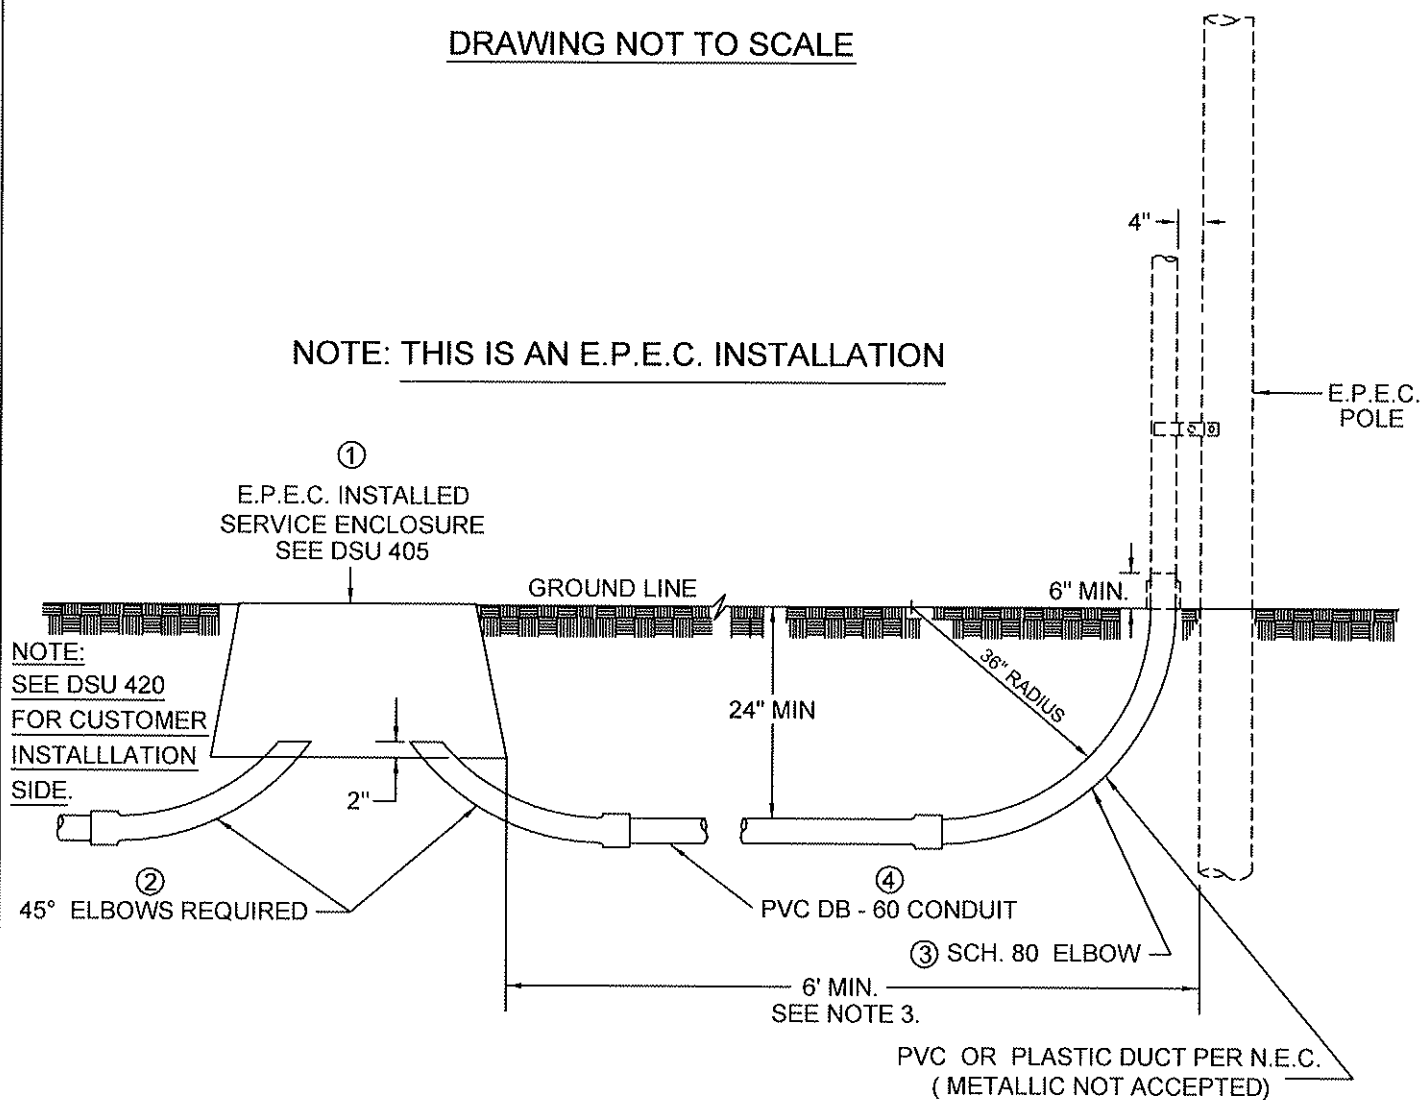 DRAWING NOT TO SCALE
4"
NOTE: THIS IS AN E.P.E.C. INSTALLATION
E.P.E.C.
POLE
①
E.P.E.C. INSTALLED
SERVICE ENCLOSURE
SEE DSU 405
GROUND LINE
6" MIN.
NOTE:
SEE DSU 420
FOR CUSTOMER
INSTALLLATION
SIDE.
36" RADIUS
24" MIN
2"
②
45° ELBOWS REQUIRED
④
PVC DB - 60 CONDUIT
③ SCH. 80 ELBOW
6' MIN.
SEE NOTE 3.
PVC OR PLASTIC DUCT PER N.E.C.
( METALLIC NOT ACCEPTED)